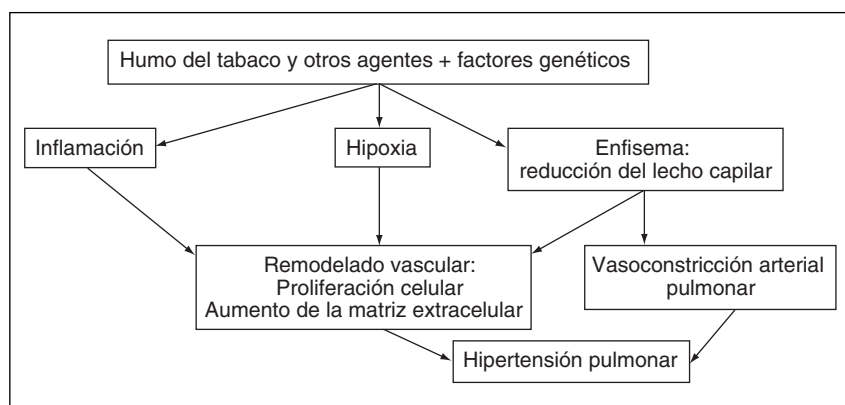 Humo del tabaco y otros agentes + factores genéticos
Inflamación
Hipoxia
Enfisema:
reducción del lecho capilar
Remodelado vascular:
Proliferación celular
Aumento de la matriz extracelular
Vasoconstricción arterial
pulmonar
Hipertensión pulmonar